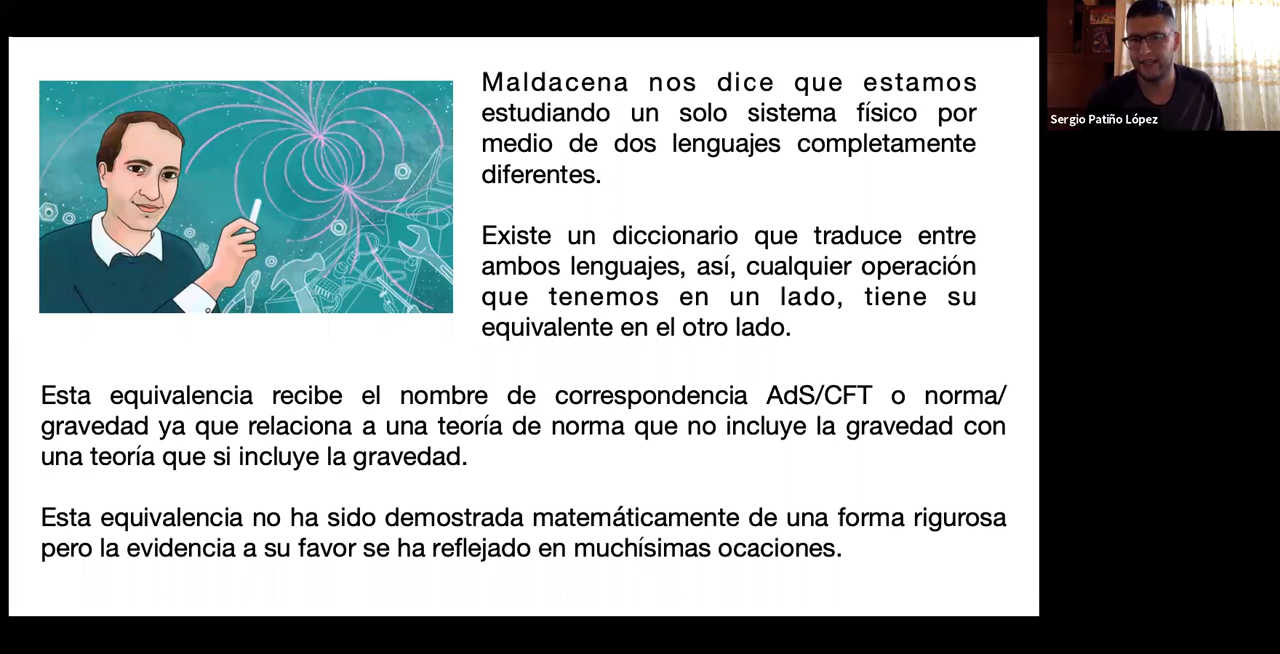 Maldacena nos dice que estamos
estudiando un solo sistema físico por
medio de dos lenguajes completamente
diferentes.
Existe un diccionario que traduce entre
ambos lenguajes, así, cualquier operación
que tenemos en un lado, tiene su
equivalente en el otro lado.
Esta equivalencia recibe el nombre de correspondencia AdS/CFT o norma/
gravedad ya que relaciona a una teoría de norma que no incluye la gravedad con
una teoría que si incluye la gravedad.
Esta equivalencia no ha sido demostrada matemáticamente de una forma rigurosa
pero la evidencia a su favor se ha reflejado en muchísimas ocaciones.
Sergio Patiño López